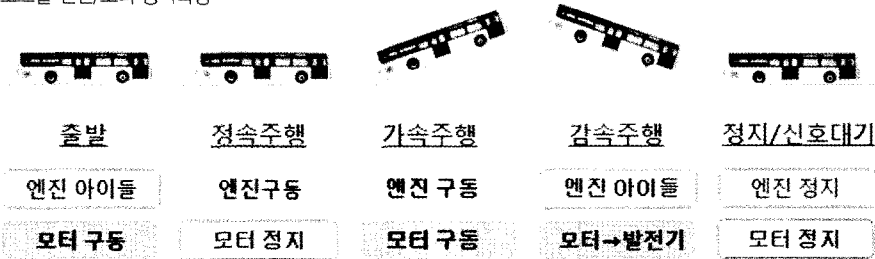 출발 정속주행 가속주행 감속주행 정지/신호대기
엔진 아이들 엔진구동 엔진 구동 엔진 아이들 엔진 정지
모터 구동 모터 정지 모터 구동 모터→발전기 모터 정지